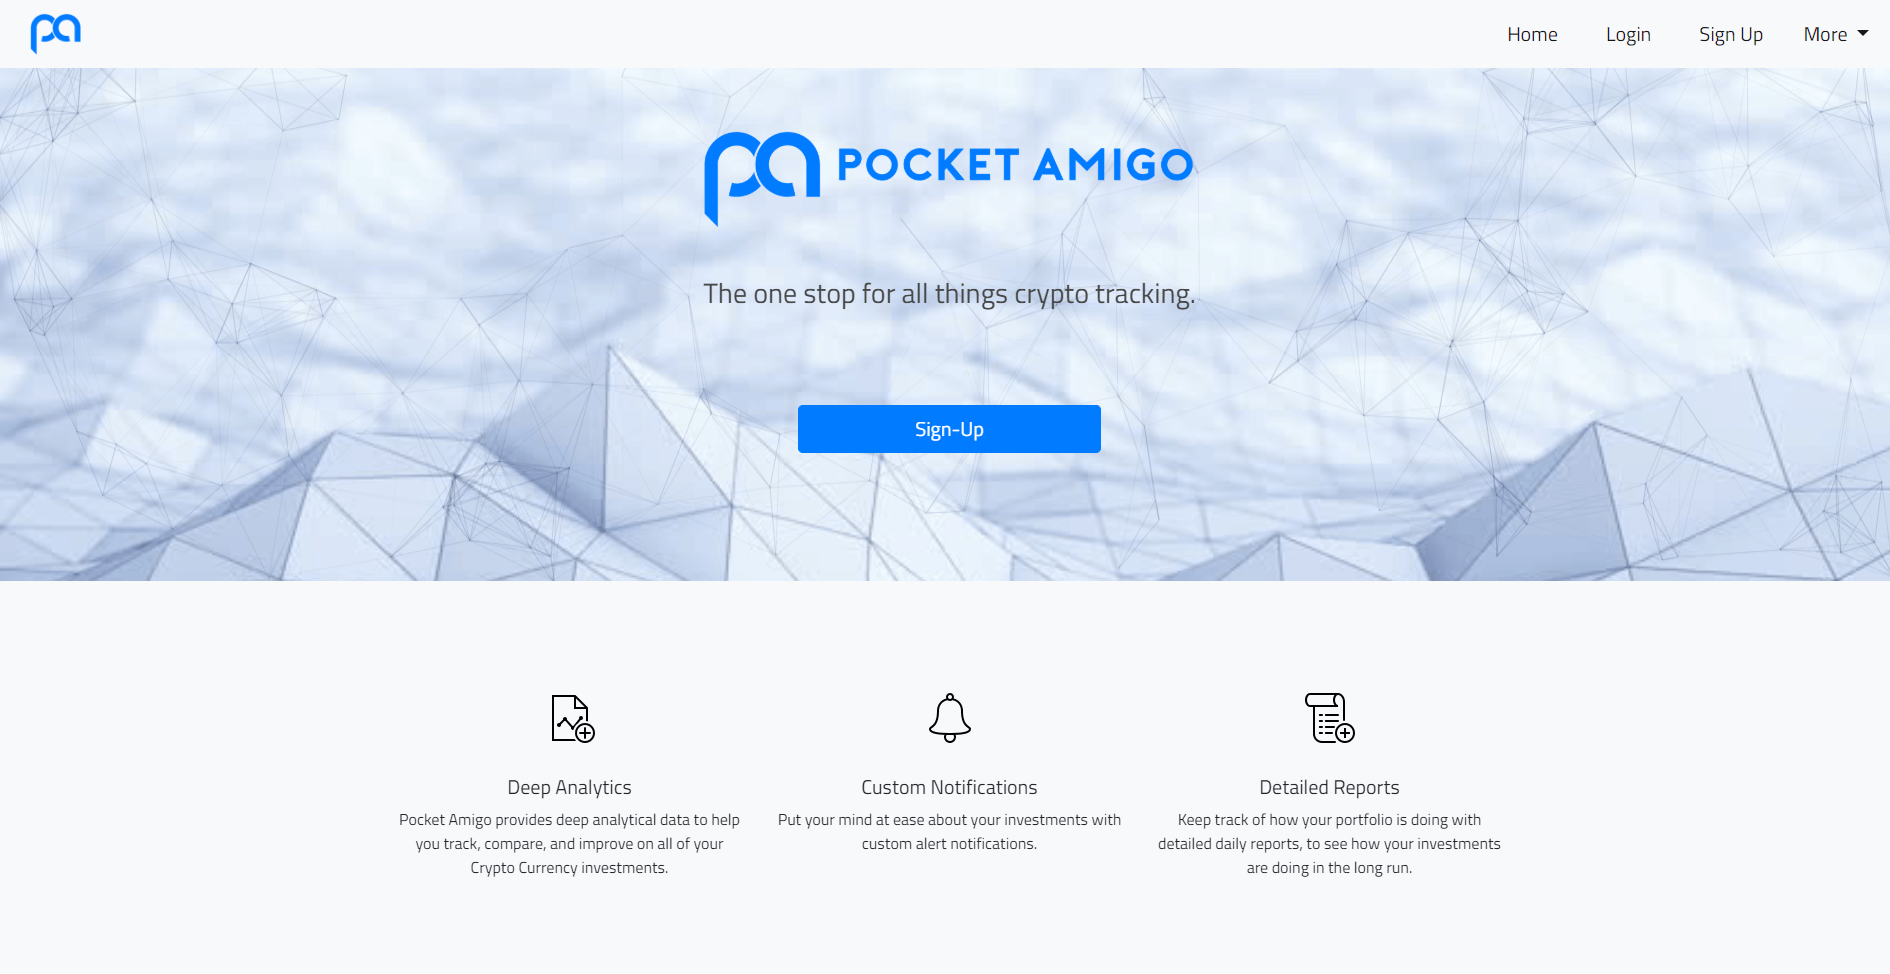 pa
Home
Login
Sign Up
More
pa POCKET AMIGO
The one stop for all things crypto tracking.
Sign-Up
Deep Analytics
Pocket Amigo provides deep analytical data to help
you track, compare, and improve on all of your
Crypto Currency investments.
Custom Notifications
Put your mind at ease about your investments with
custom alert notifications.
Detailed Reports
Keep track of how your portfolio is doing with
detailed daily reports, to see how your investments
are doing in the long run.